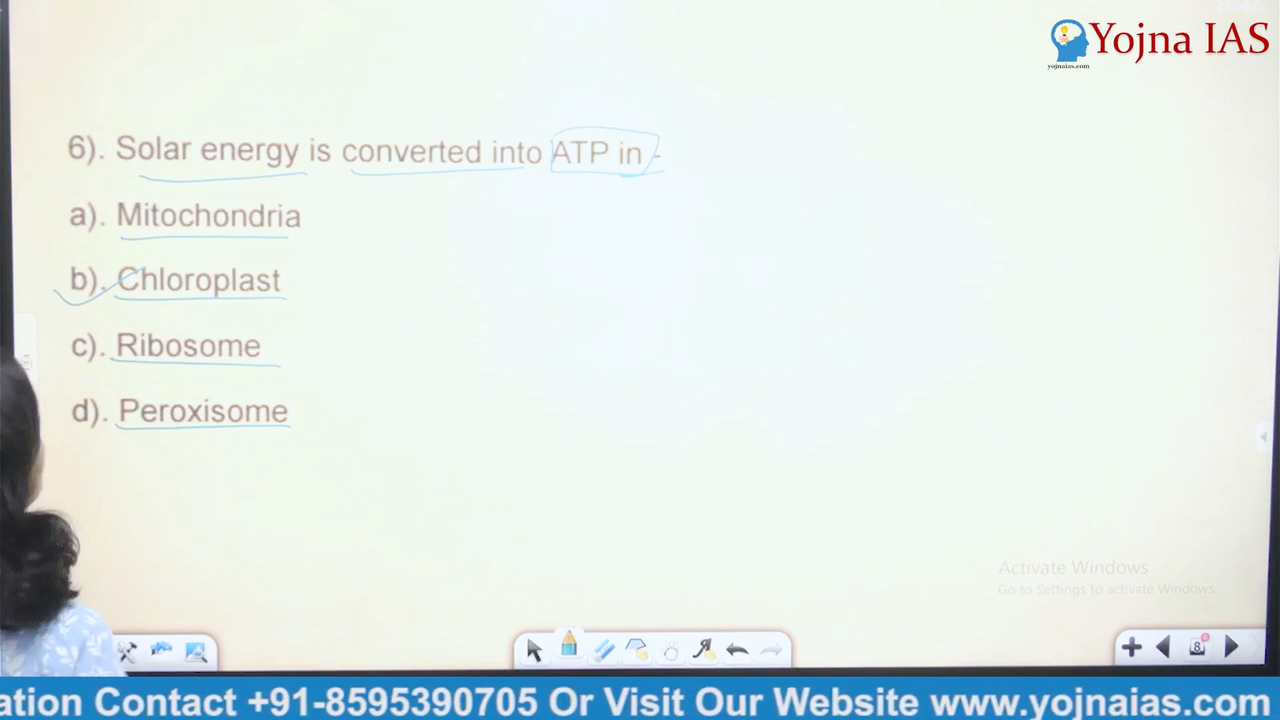 Yojna IAS
yojnaias.com
6). Solar energy is converted into ATP in -
a). Mitochondria
b). Chloroplast
c). Ribosome
d). Peroxisome
Activate Windows
Go to Settings to activate Windows.
8
ation Contact +91-8595390705 Or Visit Our Website www.yojnaias.com